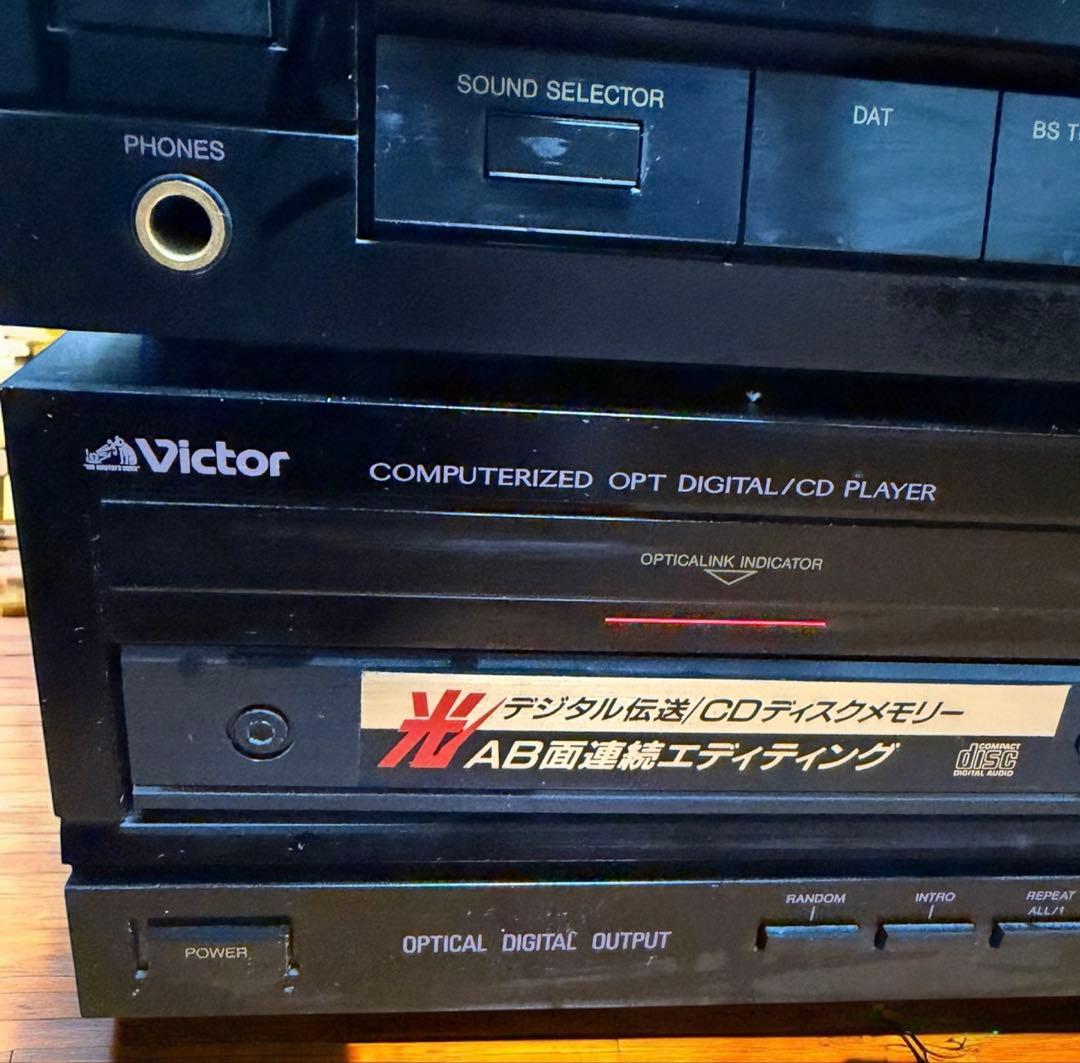 SOUND SELECTOR
DAT
BS T
PHONES
Victor
COMPUTERIZED OPT DIGITAL/CD PLAYER
OPTICALINK INDICATOR
光デジタル伝送/CDディスクメモリー
AB面連続エディティング
COMPACT
disc
DIGITAL AUDIO
RANDOM
INTRO
REPEAT
ALL/1
POWER
OPTICAL DIGITAL OUTPUT